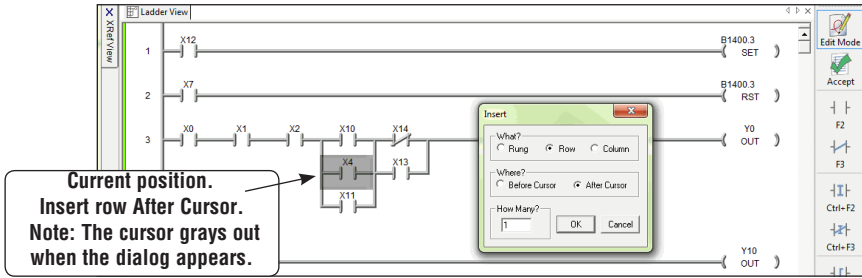 X
XRef View
Ladder View
1
X12
B1400.3
SET
2
X7
B1400.3
RST
3
X0
X1
X2
X10
X14
Y0
OUT
X4
X13
X11
Y10
OUT
Insert
What?
Rung
Row
Column
Where?
Before Cursor
After Cursor
How Many?
1
OK
Cancel
Current position.
Insert row After Cursor.
Note: The cursor grays out
when the dialog appears.
Edit Mode
Accept
F2
F3
Ctrl+F2
Ctrl+F3